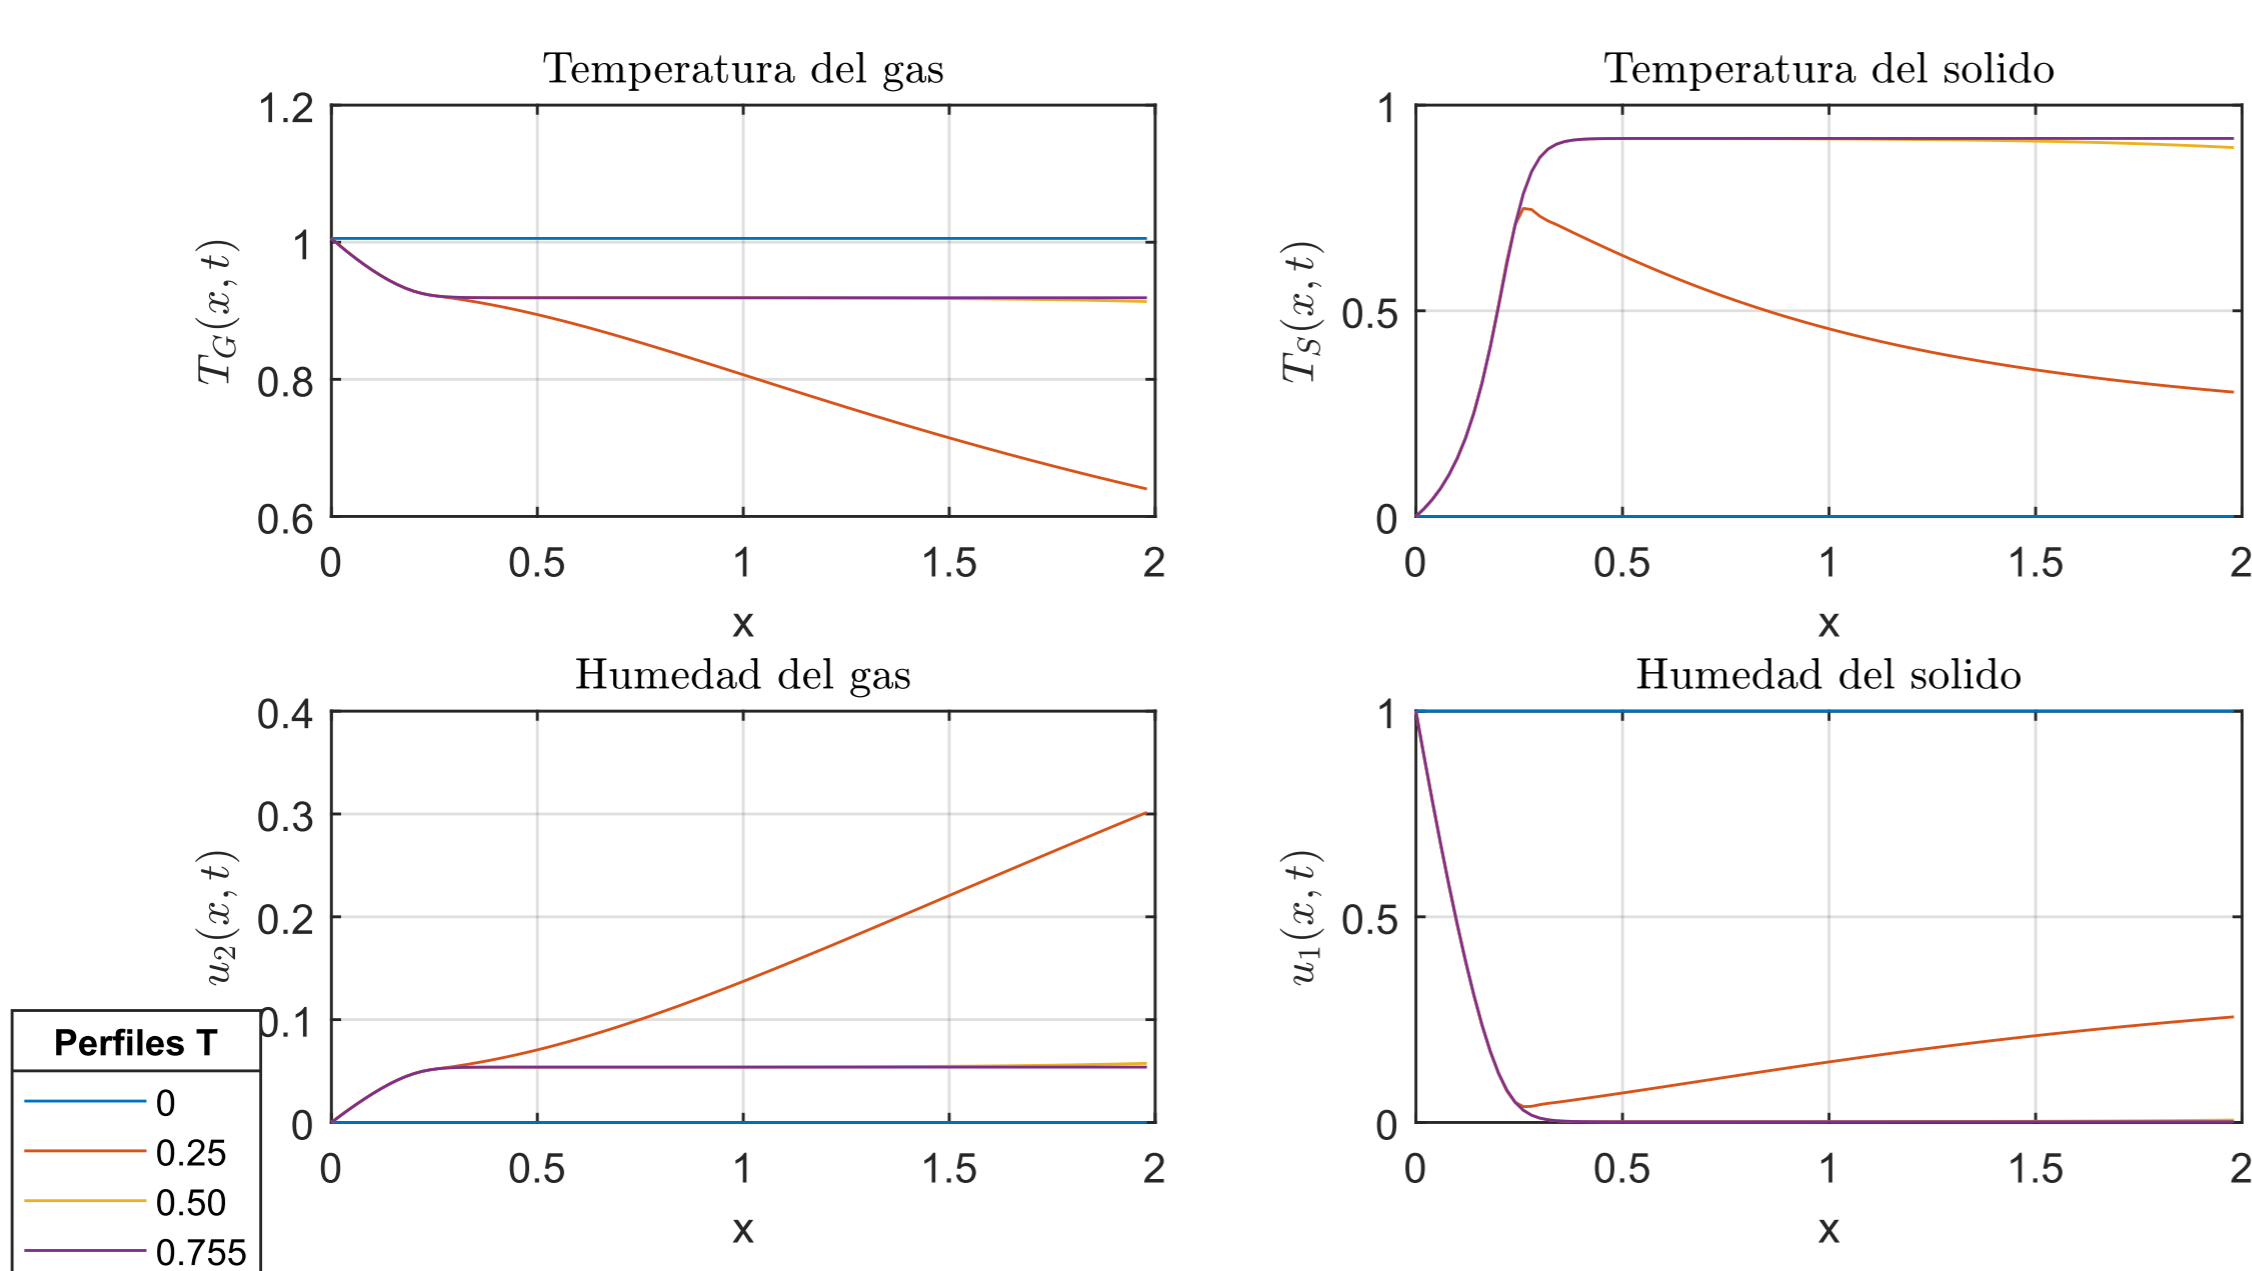 Temperatura del gas
1.2
1
0.8
0.6
T_G(x, t)
0 0.5 1 1.5 2
x
Temperatura del solido
1
0.5
0
T_S(x, t)
0 0.5 1 1.5 2
x
Humedad del gas
0.4
0.3
0.2
0.1
0
u_2(x, t)
0 0.5 1 1.5 2
x
Humedad del solido
1
0.5
0
u_1(x, t)
0 0.5 1 1.5 2
x
Perfiles T
0
0.25
0.50
0.755